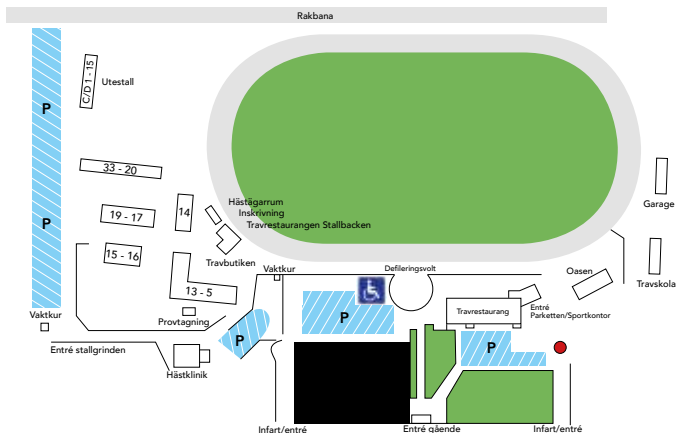 Rakbana
C/D 1 - 15
Utestall
P
33 - 20
Garage
14
Hästägarrum
Inskrivning
Travrestaurangen Stallbacken
19 - 17
P
15 - 16
Travbutiken
Vaktkur
Defileringsvolt
Oasen
Travskola
13 - 5
Vaktkur
Provtagning
P
Travrestaurang
Entré
Parketten/Sportkontor
P
P
Entré stallgrinden
Hästklinik
Infart/entré
Entré gående
Infart/entré